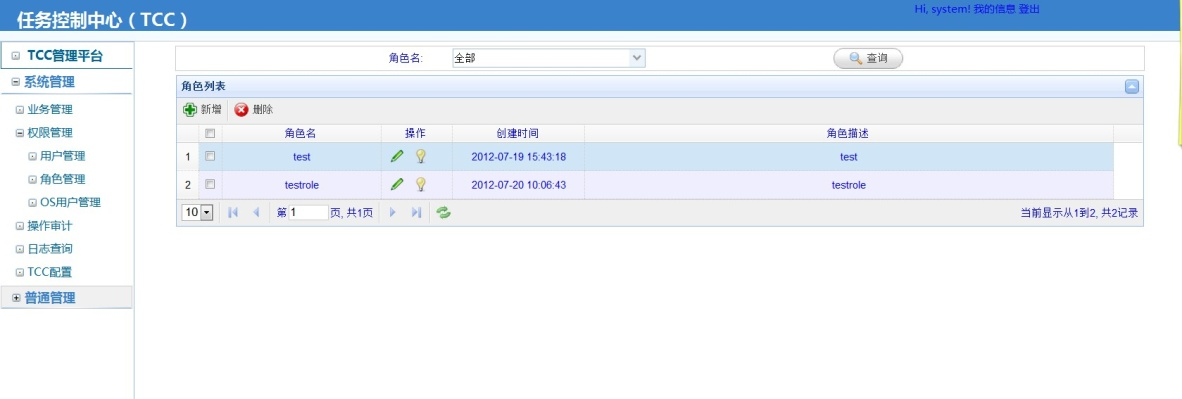 任务控制中心（TCC）
Hi, system! 我的信息 登出
TCC管理平台
系统管理
业务管理
权限管理
用户管理
角色管理
OS用户管理
操作审计
日志查询
TCC配置
普通管理
角色名: 全部 查询
角色列表
新增 删除
角色名 操作 创建时间 角色描述
1 test 2012-07-19 15:43:18 test
2 testrole 2012-07-20 10:06:43 testrole
10 第 1 页, 共1页 当前显示从1到2, 共2记录